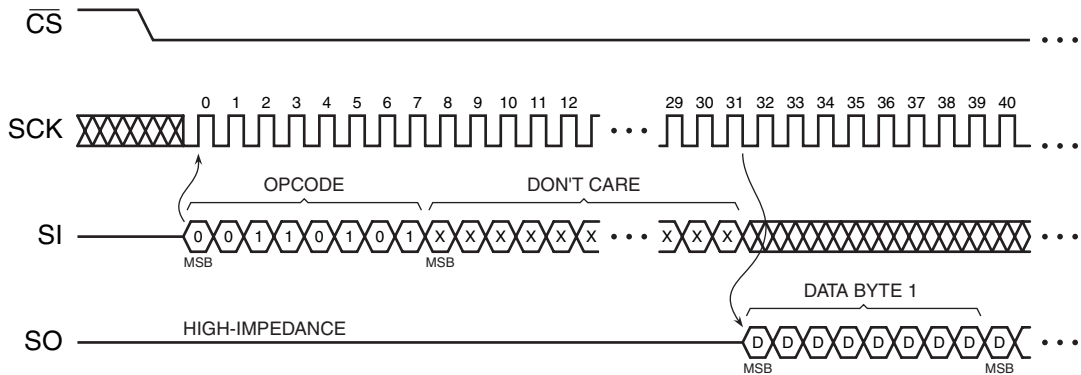 CS
0 1 2 3 4 5 6 7 8 9 10 11 12 29 30 31 32 33 34 35 36 37 38 39 40
SCK
OPCODE DON'T CARE
SI 0 0 1 1 0 1 0 1 X X X X X X X X X
MSB MSB
DATA BYTE 1
HIGH-IMPEDANCE
SO D D D D D D D D D
MSB MSB